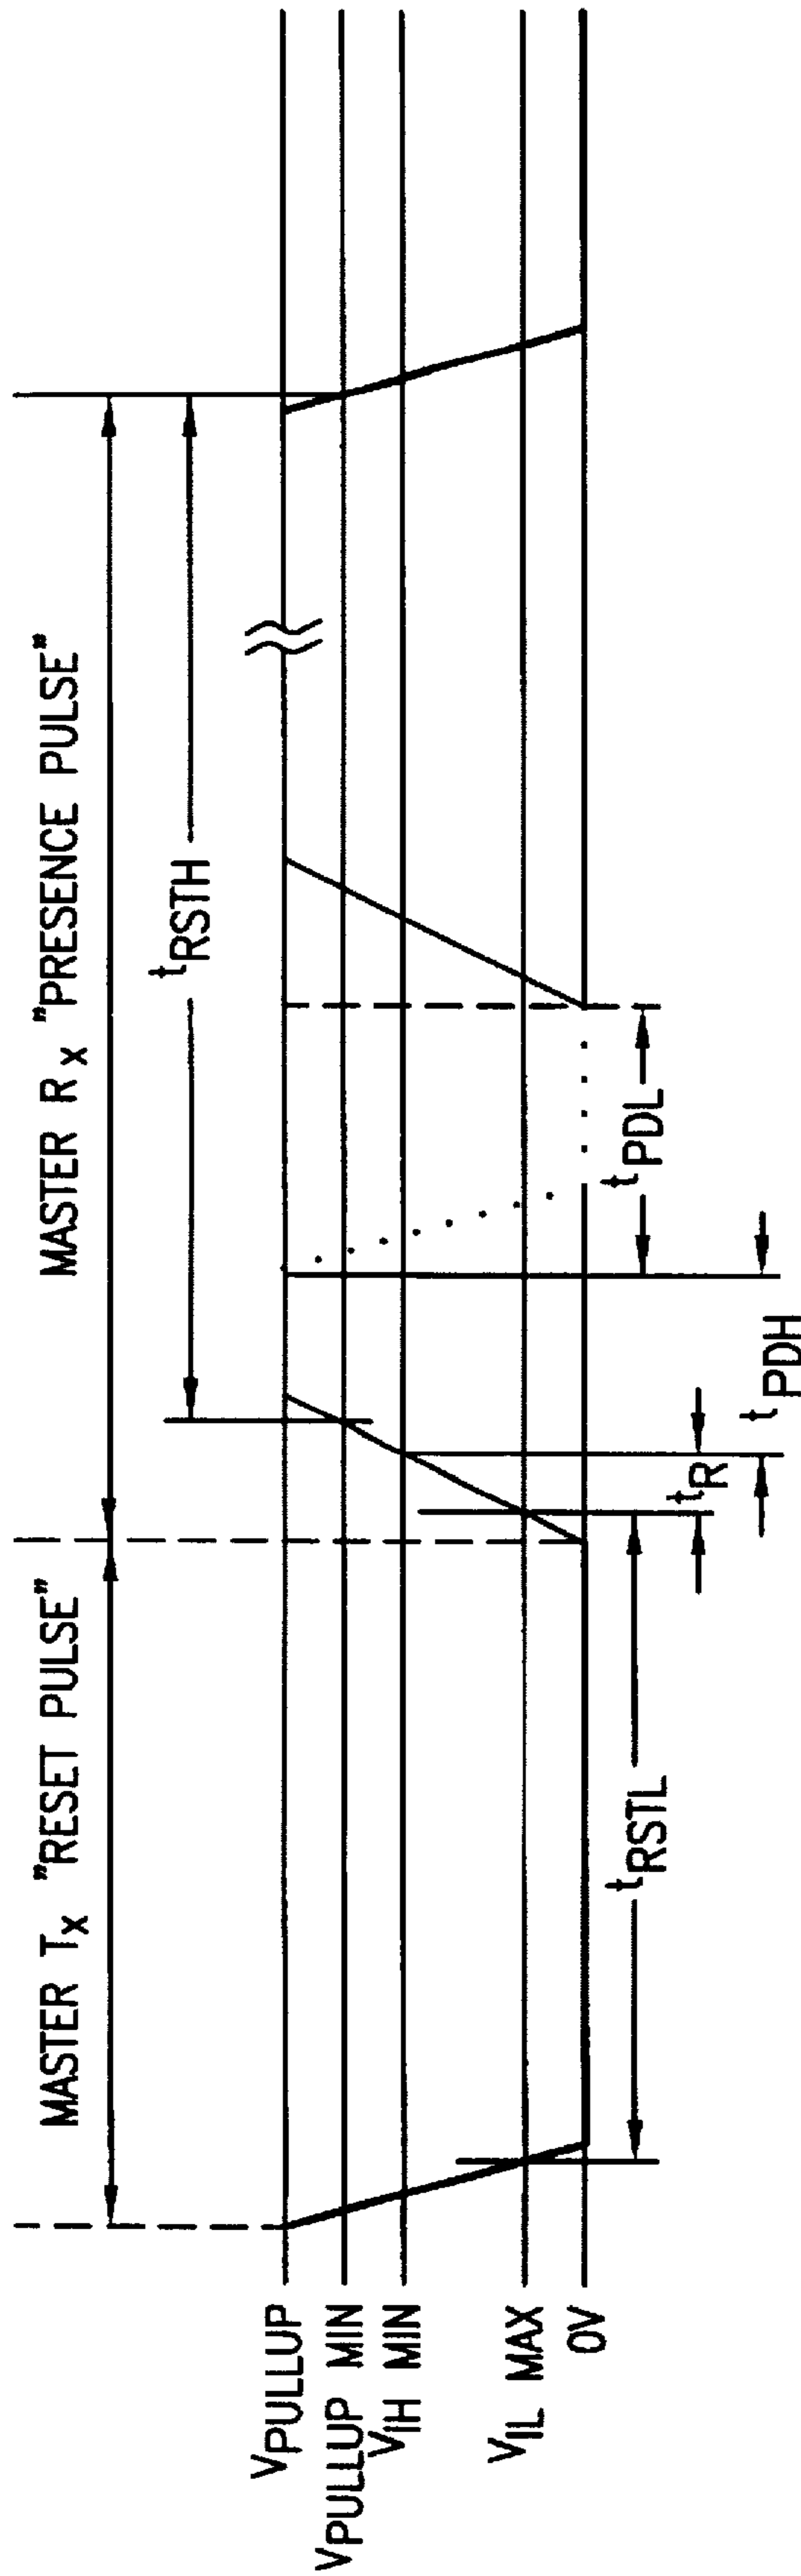 MASTER Tx "RESET PULSE"
MASTER Rx "PRESENCE PULSE"
tRSTH
VPULLUP
VPULLUP MIN
VIH MIN
VIL MAX
0V
tRSTL
tR
tPDH
tPDL